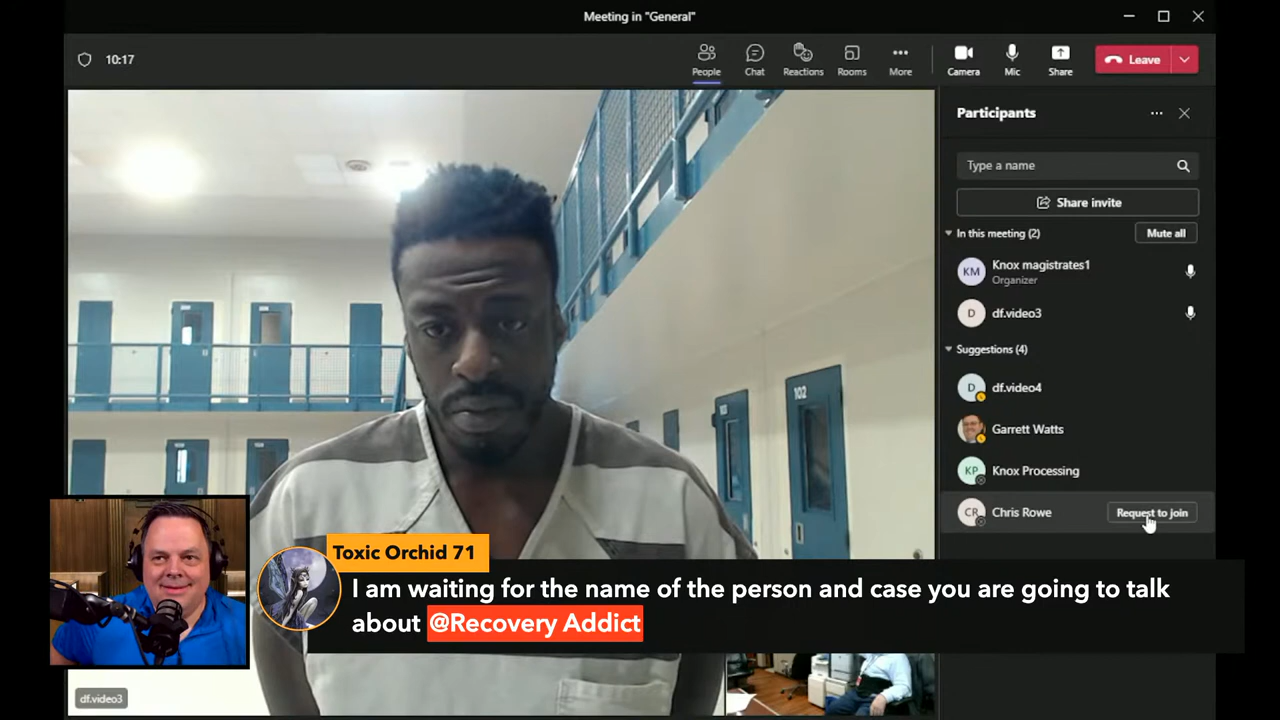 Meeting in "General"
10:17
People
Chat
Reactions
Rooms
More
Camera
Mic
Share
Leave
Participants
Type a name
Share invite
In this meeting (2)
Mute all
KM
Knox magistrates1
Organizer
D
df.video3
Suggestions (4)
D
df.video4
Garrett Watts
KP
Knox Processing
CR
Chris Rowe
Request to join
102
Toxic Orchid 71
I am waiting for the name of the person and case you are going to talk
about @Recovery Addict
df.video3